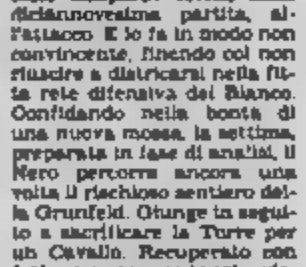 diciannovesima partita, al-
l'attacco. E lo fa in modo non
convincente, finendo col non
riuscire a districarsi nella fit-
ta rete difensiva del Bianco.
Confidando nella bontà di
una nuova mossa, la settima,
preparata in fase di analisi, il
Nero percorre ancora una
volta il rischioso sentiero del-
la Grunfeld. Giunge in segui-
to a sacrificare la Torre per
un Cavallo. Recuperato con